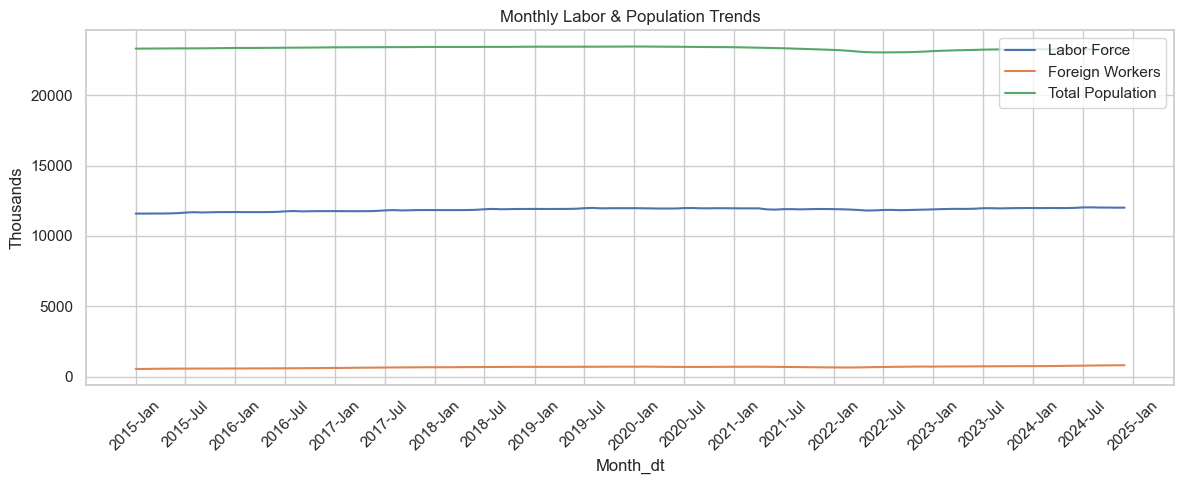 Monthly Labor & Population Trends
Labor Force
Foreign Workers
Total Population
Thousands
20000
15000
10000
5000
0
2015-Jan
2015-Jul
2016-Jan
2016-Jul
2017-Jan
2017-Jul
2018-Jan
2018-Jul
2019-Jan
2019-Jul
2020-Jan
2020-Jul
2021-Jan
2021-Jul
2022-Jan
2022-Jul
2023-Jan
2023-Jul
2024-Jan
2024-Jul
2025-Jan
Month_dt